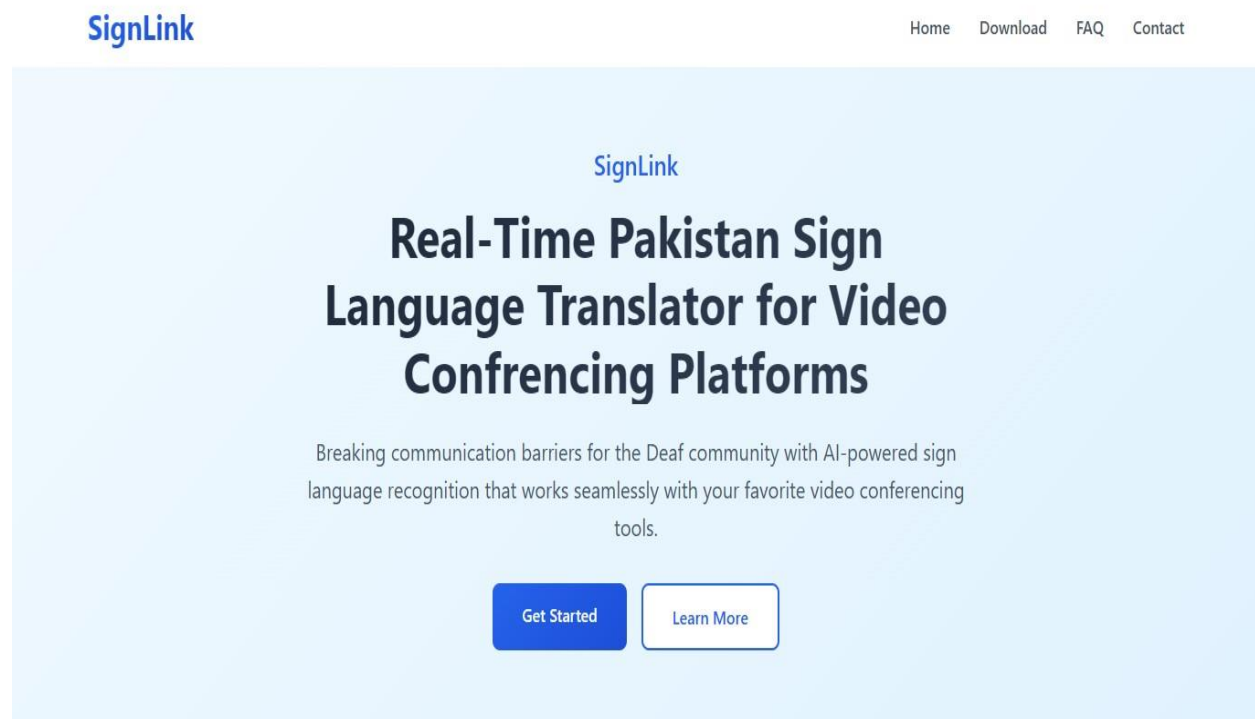 SignLink
Home Download FAQ Contact
SignLink
Real-Time Pakistan Sign
Language Translator for Video
Confrencing Platforms
Breaking communication barriers for the Deaf community with AI-powered sign
language recognition that works seamlessly with your favorite video conferencing
tools.
Get Started
Learn More